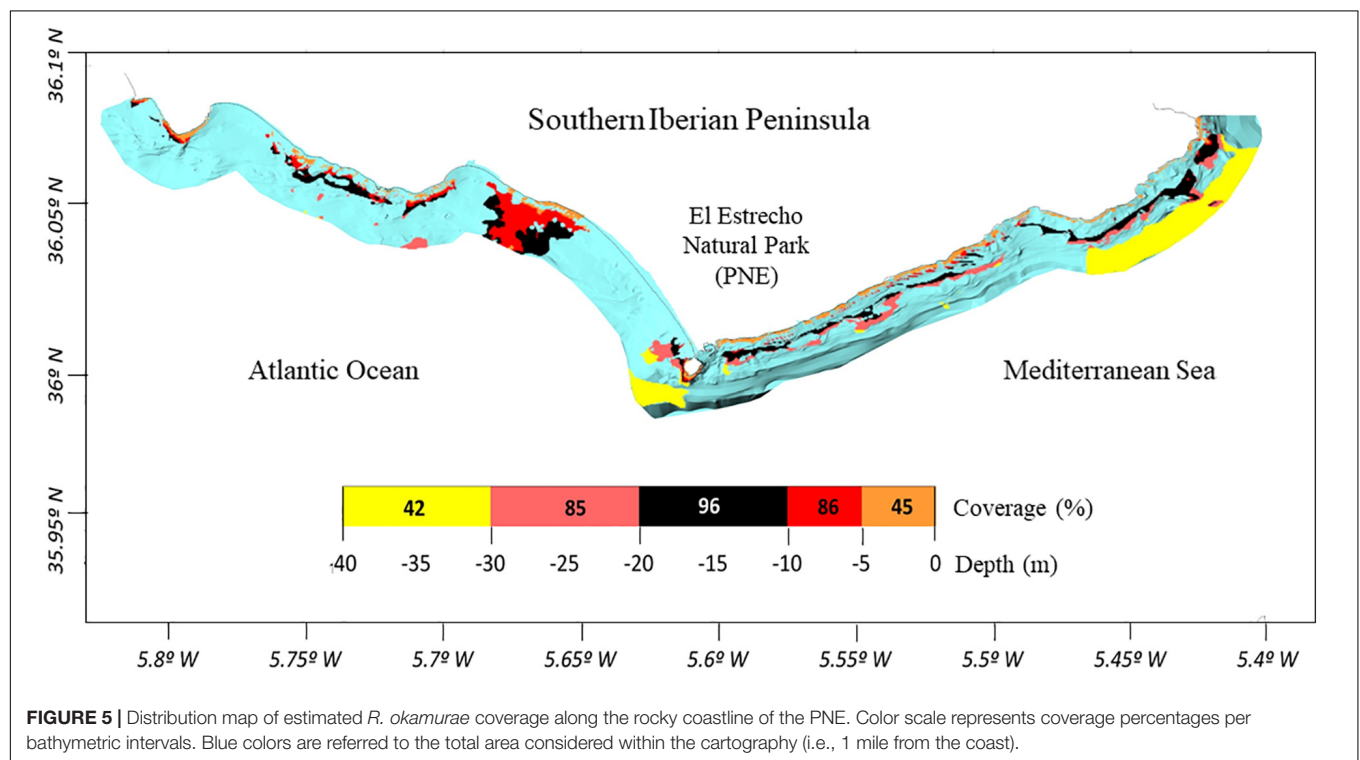 36.1º N
36.05º N
36º N
35.95º N
Southern Iberian Peninsula
El Estrecho
Natural Park
(PNE)
Atlantic Ocean
Mediterranean Sea
42 85 96 86 45 Coverage (%)
-40 -35 -30 -25 -20 -15 -10 -5 0 Depth (m)
5.8º W 5.75º W 5.7º W 5.65º W 5.6º W 5.55º W 5.5º W 5.45º W 5.4º W
FIGURE 5 | Distribution map of estimated R. okamurae coverage along the rocky coastline of the PNE. Color scale represents coverage percentages per
bathymetric intervals. Blue colors are referred to the total area considered within the cartography (i.e., 1 mile from the coast).